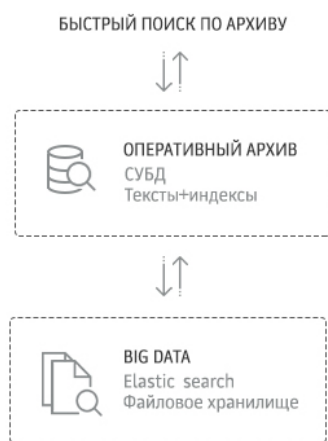 БЫСТРЫЙ ПОИСК ПО АРХИВУ
ОПЕРАТИВНЫЙ АРХИВ
СУБД
Тексты+индексы
BIG DATA
Elastic search
Файловое хранилище